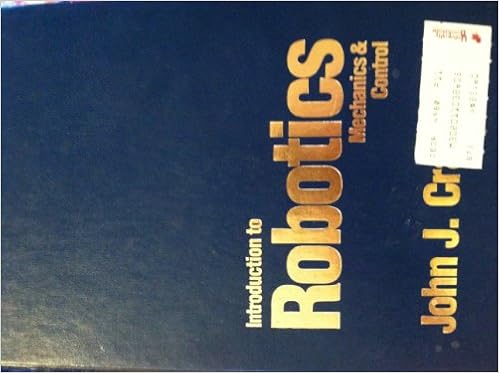 Introduction to
Robotics
Mechanics &
Control
John J. Cr